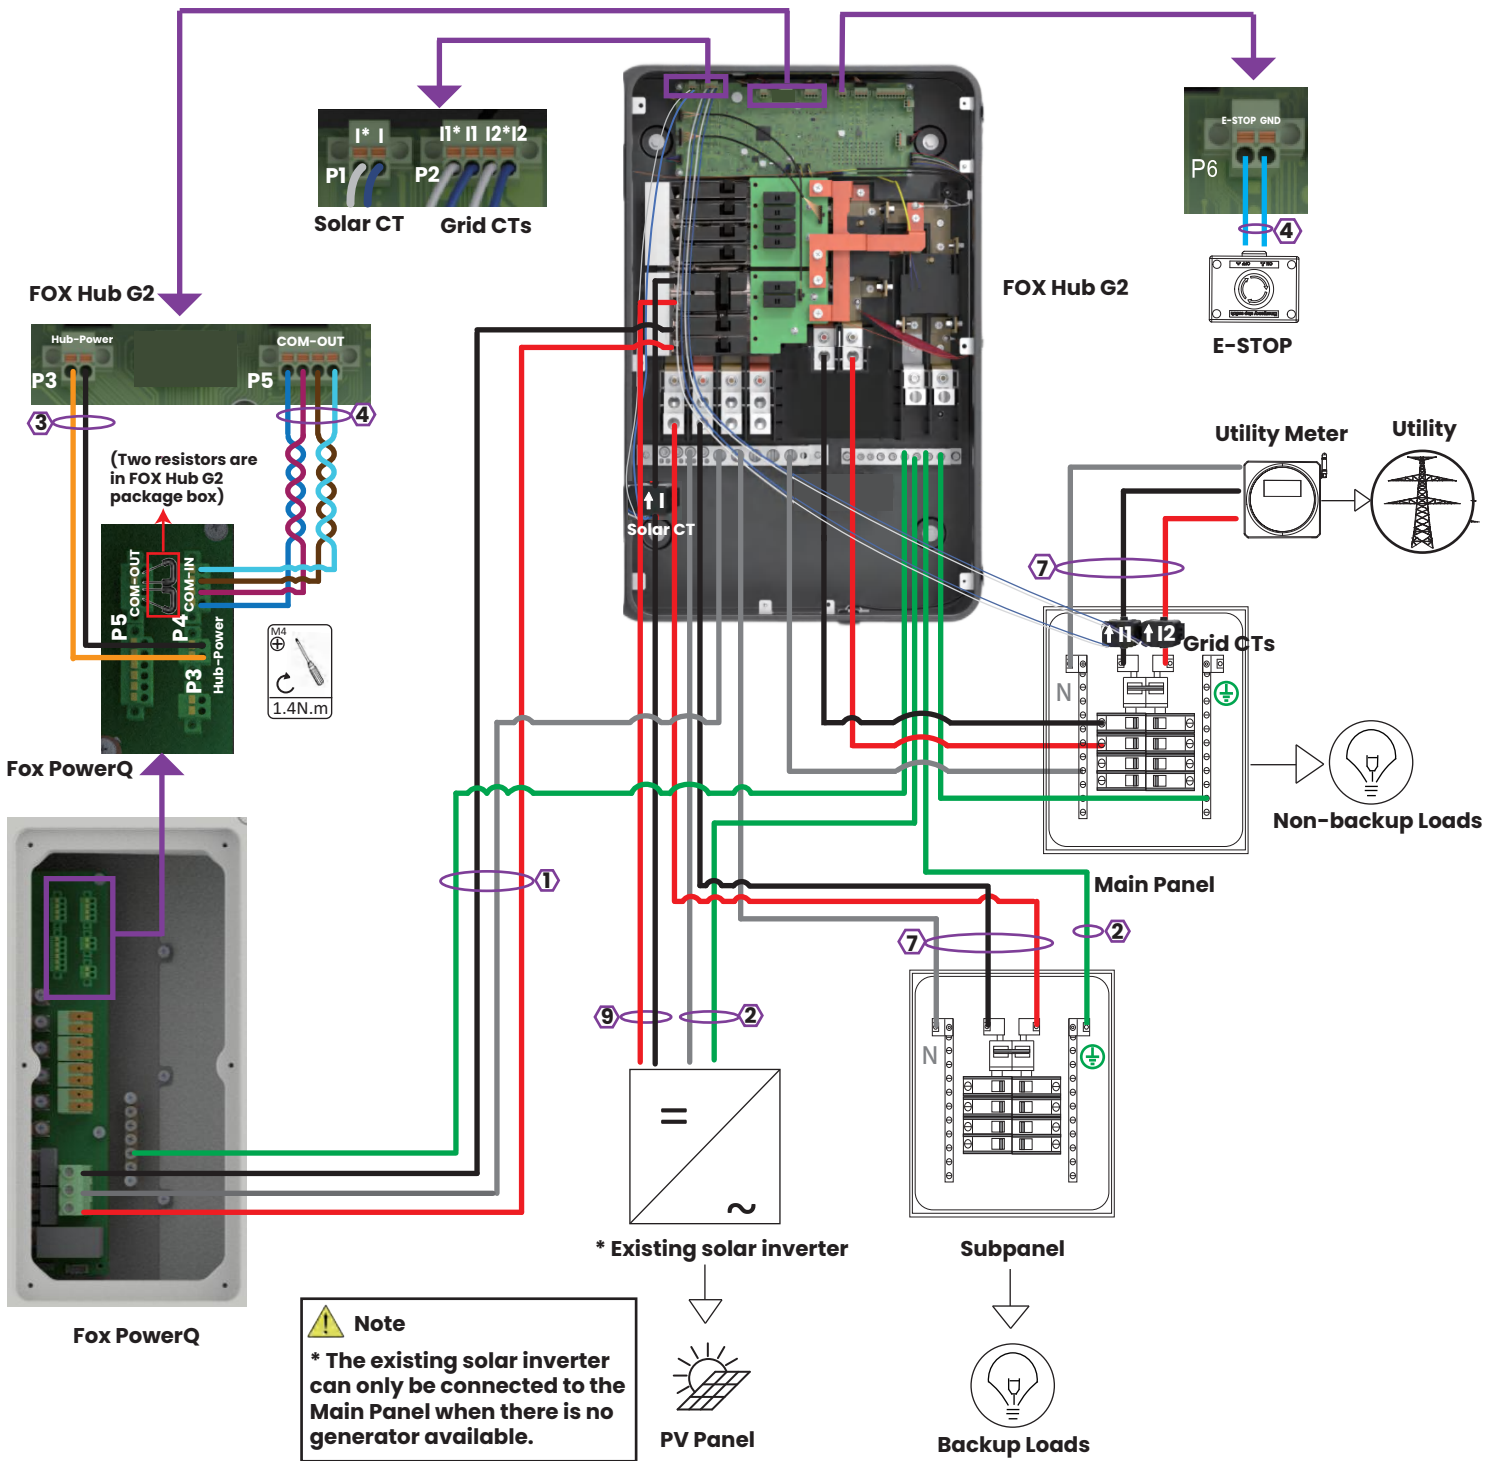 I* I
I1* I1 I2*I2
P1
P2
Solar CT
Grid CTs
E-STOP GND
P6
4
E-STOP
FOX Hub G2
FOX Hub G2
Hub-Power
COM-OUT
P3
P5
3
4
(Two resistors are
in FOX Hub G2
package box)
COM-OUT
COM-IN
P5
P4
P3
Hub-Power
M4
1.4N.m
Fox PowerQ
I
Solar CT
Utility Meter
Utility
7
I1
I2
Grid CTs
N
Non-backup Loads
Main Panel
1
7
2
9
2
N
* Existing solar inverter
Subpanel
Fox PowerQ
Note
* The existing solar inverter
can only be connected to the
Main Panel when there is no
generator available.
PV Panel
Backup Loads